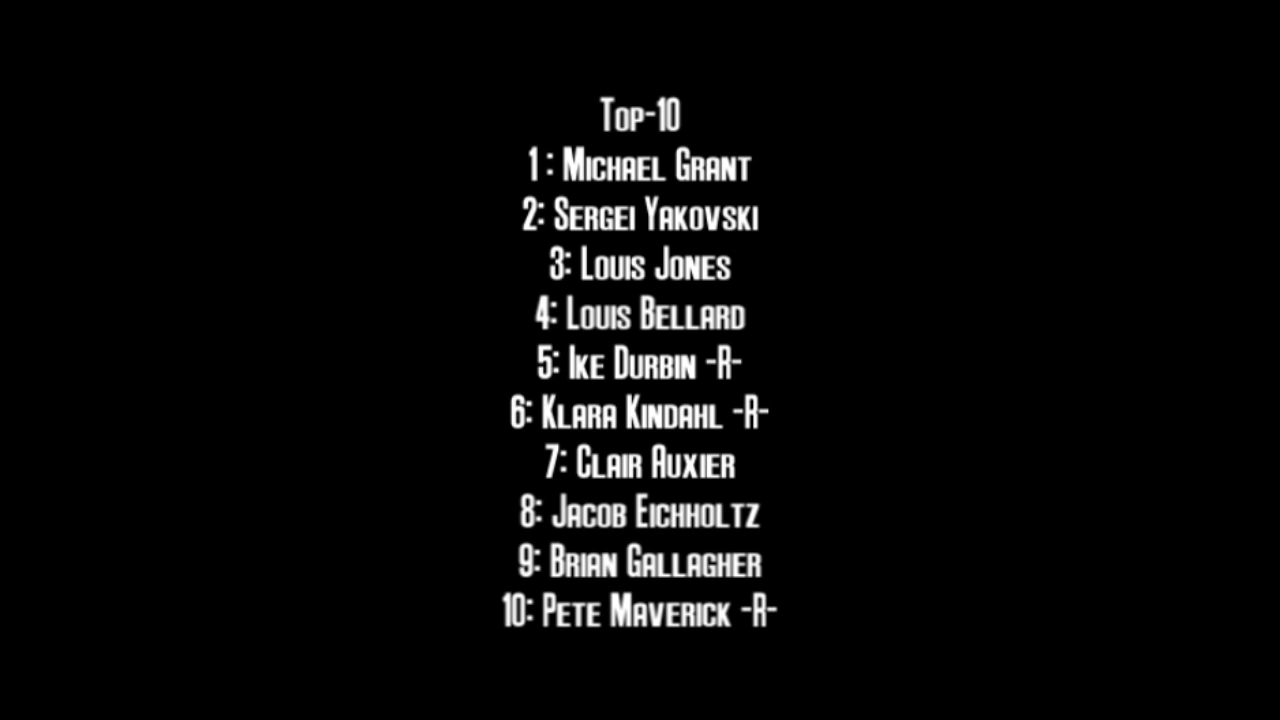 Top-10
1 : Michael Grant
2: Sergei Yakovski
3: Louis Jones
4: Louis Bellard
5: Ike Durbin -R-
6: Klara Kindahl -R-
7: Clair Auxier
8: Jacob Eichholtz
9: Brian Gallagher
10: Pete Maverick -R-